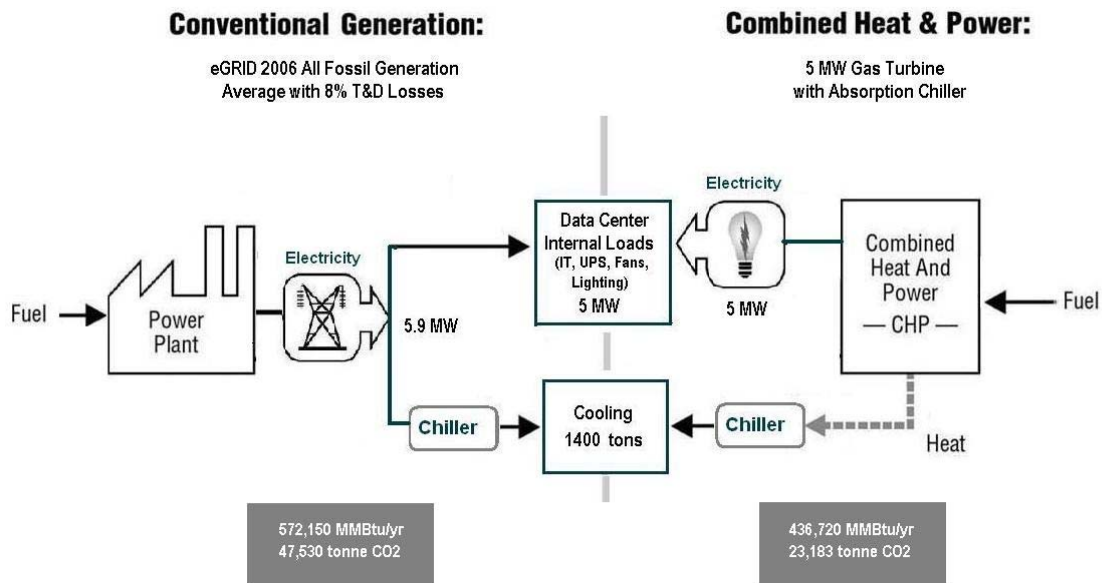 Conventional Generation:
eGRID 2006 All Fossil Generation
Average with 8% T&D Losses
Combined Heat & Power:
5 MW Gas Turbine
with Absorption Chiller
Fuel
Power
Plant
Electricity
5.9 MW
Chiller
Data Center
Internal Loads
(IT, UPS, Fans,
Lighting)
5 MW
Cooling
1400 tons
Electricity
5 MW
Chiller
Combined
Heat And
Power
— CHP —
Fuel
Heat
572,150 MMBtu/yr
47,530 tonne CO2
436,720 MMBtu/yr
23,183 tonne CO2